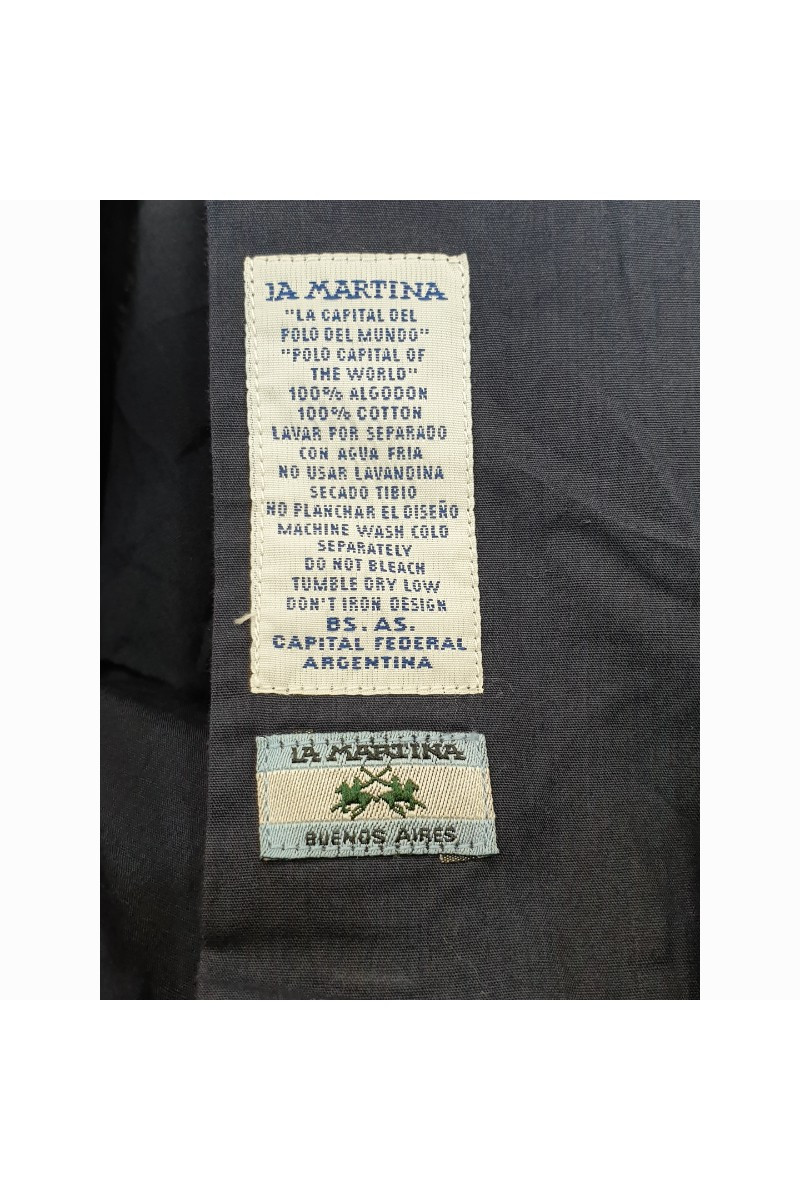 LA MARTINA
"LA CAPITAL DEL
POLO DEL MUNDO"
"POLO CAPITAL OF
THE WORLD"
100% ALGODON
100% COTTON
LAVAR POR SEPARADO
CON AGUA FRIA
NO USAR LAVANDINA
SECADO TIBIO
NO PLANCHAR EL DISEÑO
MACHINE WASH COLD
SEPARATELY
DO NOT BLEACH
TUMBLE DRY LOW
DON'T IRON DESIGN
BS.AS.
CAPITAL FEDERAL
ARGENTINA
LA MARTINA
BUENOS AIRES